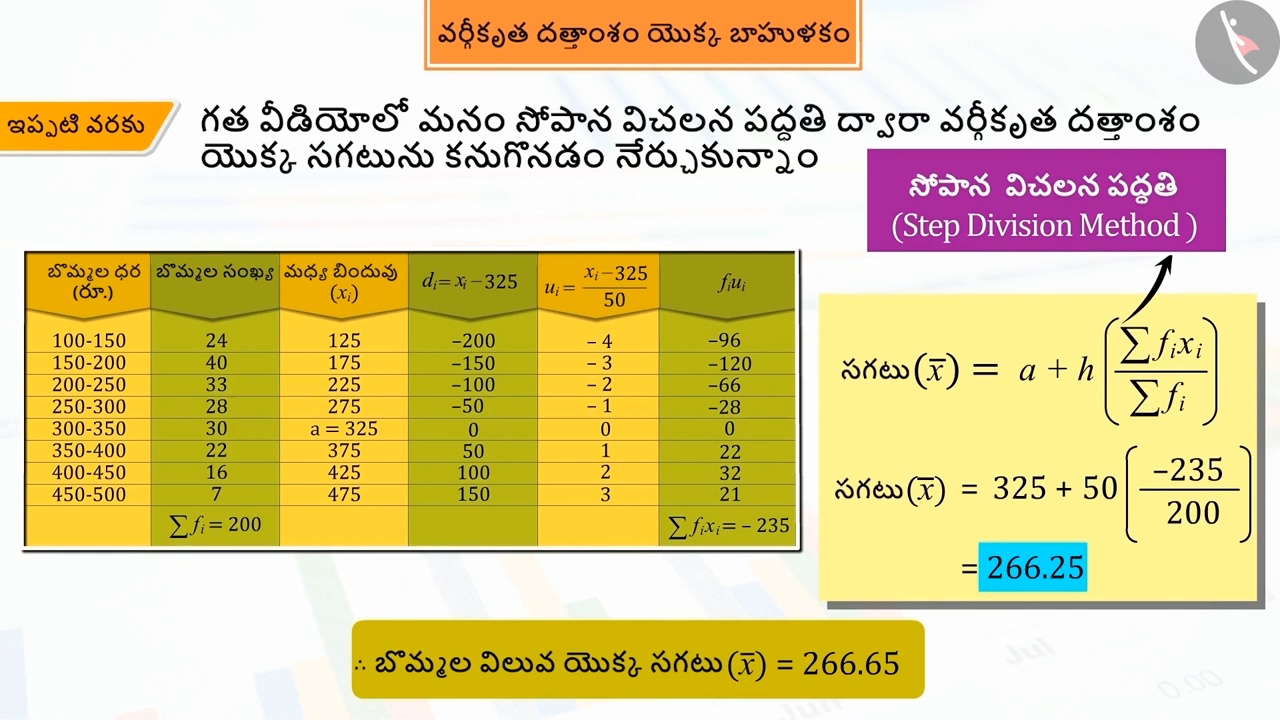 వర్గీకృత దత్తాంశం యొక్క బాహుళకం
ఇప్పటి వరకు
గత వీడియోలో మనం సోపాన విచలన పద్దతి ద్వారా వర్గీకృత దత్తాంశం
యొక్క సగటును కనుగొనడం నేర్చుకున్నాం
సోపాన విచలన పద్ధతి
(Step Division Method )
బొమ్మల ధర (రూ.) బొమ్మల సంఖ్య మధ్య బిందువు (xᵢ) dᵢ= xᵢ −325 uᵢ = (xᵢ −325)/50 fᵢuᵢ
100-150 24 125 –200 – 4 –96
150-200 40 175 –150 – 3 –120
200-250 33 225 –100 – 2 –66
250-300 28 275 –50 – 1 –28
300-350 30 a = 325 0 0 0
350-400 22 375 50 1 22
400-450 16 425 100 2 32
450-500 7 475 150 3 21
∑ fᵢ = 200 ∑ fᵢxᵢ = – 235
సగటు (x̅) = a + h (∑ fᵢxᵢ / ∑ fᵢ)
సగటు (x̅) = 325 + 50 (–235 / 200)
= 266.25
∴ బొమ్మల విలువ యొక్క సగటు (x̅) = 266.65
Jul
0.00
Jul